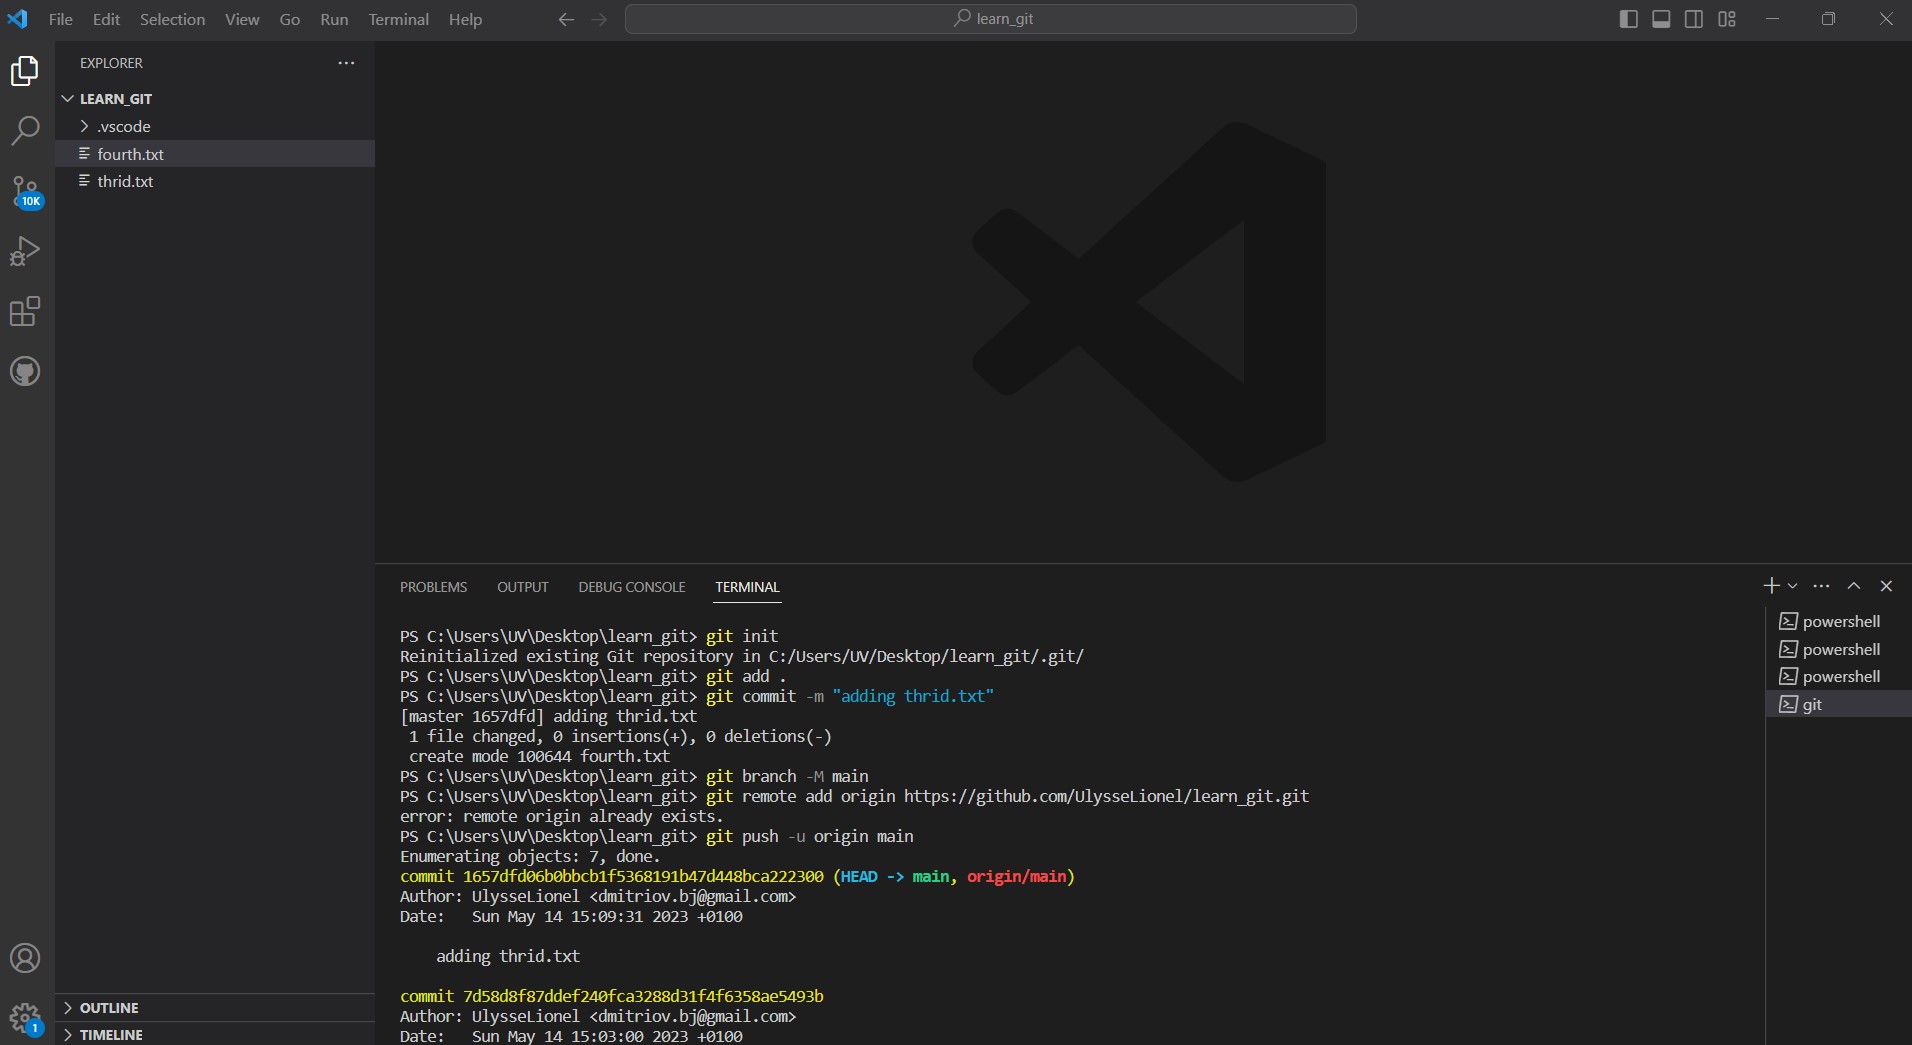 File Edit Selection View Go Run Terminal Help
learn_git
EXPLORER
LEARN_GIT
.vscode
fourth.txt
thrid.txt
10K
OUTLINE
TIMELINE
1
PROBLEMS OUTPUT DEBUG CONSOLE TERMINAL
PS C:\Users\UV\Desktop\learn_git> git init
Reinitialized existing Git repository in C:/Users/UV/Desktop/learn_git/.git/
PS C:\Users\UV\Desktop\learn_git> git add .
PS C:\Users\UV\Desktop\learn_git> git commit -m "adding thrid.txt"
[master 1657dfd] adding thrid.txt
1 file changed, 0 insertions(+), 0 deletions(-)
create mode 100644 fourth.txt
PS C:\Users\UV\Desktop\learn_git> git branch -M main
PS C:\Users\UV\Desktop\learn_git> git remote add origin https://github.com/UlysseLionel/learn_git.git
error: remote origin already exists.
PS C:\Users\UV\Desktop\learn_git> git push -u origin main
Enumerating objects: 7, done.
commit 1657dfd06b0bbcb1f5368191b47d448bca222300 (HEAD -> main, origin/main)
Author: UlysseLionel <dmitriov.bj@gmail.com>
Date: Sun May 14 15:09:31 2023 +0100
adding thrid.txt
commit 7d58d8f87ddef240fca3288d31f4f6358ae5493b
Author: UlysseLionel <dmitriov.bj@gmail.com>
Date: Sun May 14 15:03:00 2023 +0100
powershell
powershell
powershell
git